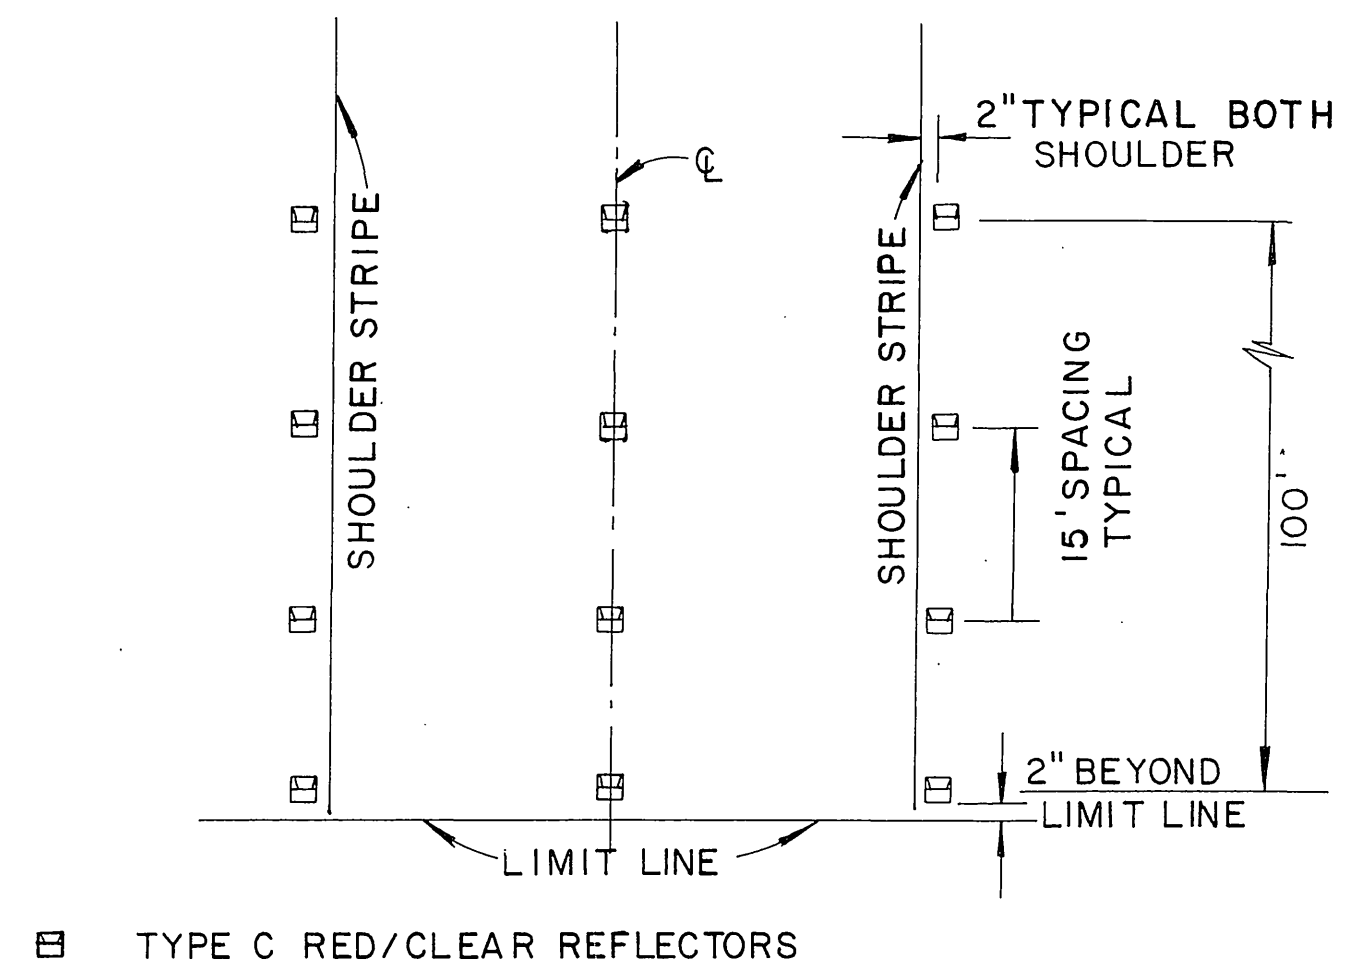 2" TYPICAL BOTH
SHOULDER
℄
SHOULDER STRIPE
SHOULDER STRIPE
15' SPACING
TYPICAL
100'
2" BEYOND
LIMIT LINE
LIMIT LINE
TYPE C RED/CLEAR REFLECTORS